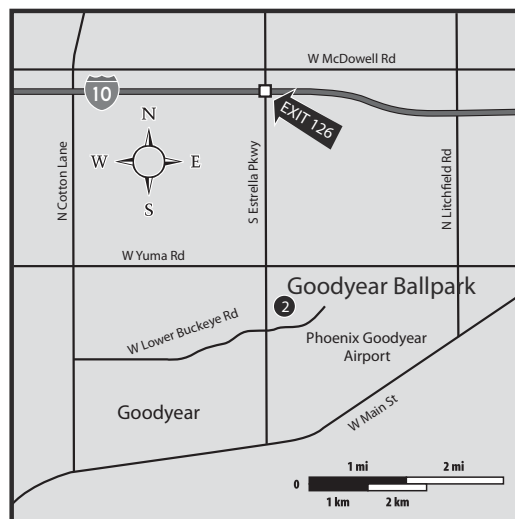 W McDowell Rd
10
EXIT 126
N
W E
S
N Cotton Lane
S Estrella Pkwy
N Litchfield Rd
W Yuma Rd
Goodyear Ballpark
2
W Lower Buckeye Rd
Phoenix Goodyear
Airport
Goodyear
W Main St
1 mi 2 mi
0
1 km 2 km